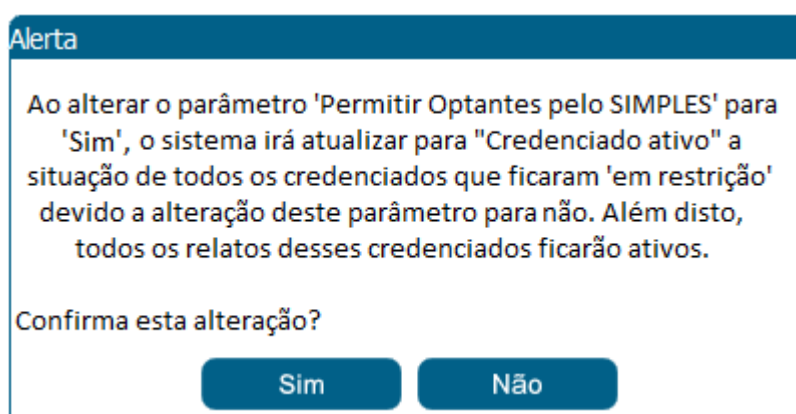 Alerta
Ao alterar o parâmetro 'Permitir Optantes pelo SIMPLES' para
'Sim', o sistema irá atualizar para "Credenciado ativo" a
situação de todos os credenciados que ficaram 'em restrição'
devido a alteração deste parâmetro para não. Além disto,
todos os relatos desses credenciados ficarão ativos.
Confirma esta alteração?
Sim Não